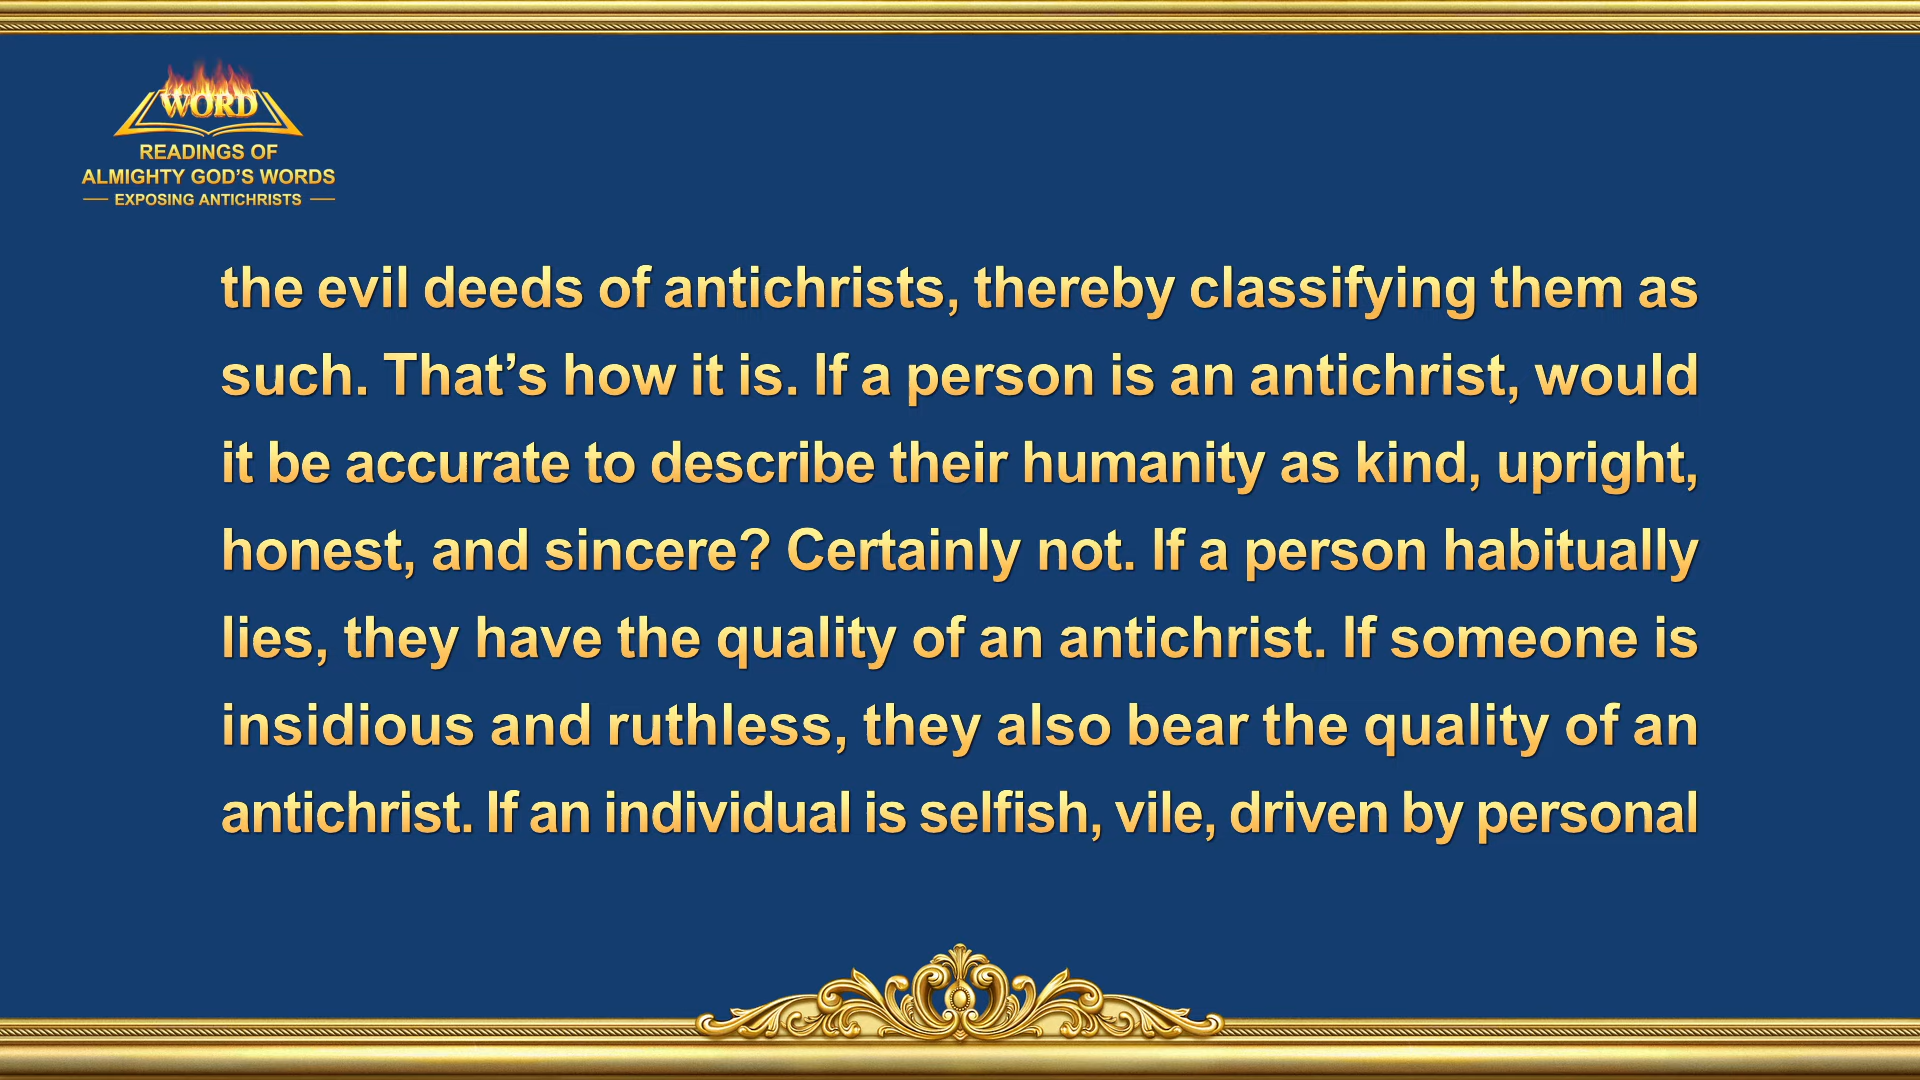 WORD
READINGS OF
ALMIGHTY GOD’S WORDS
EXPOSING ANTICHRISTS
the evil deeds of antichrists, thereby classifying them as
such. That’s how it is. If a person is an antichrist, would
it be accurate to describe their humanity as kind, upright,
honest, and sincere? Certainly not. If a person habitually
lies, they have the quality of an antichrist. If someone is
insidious and ruthless, they also bear the quality of an
antichrist. If an individual is selfish, vile, driven by personal